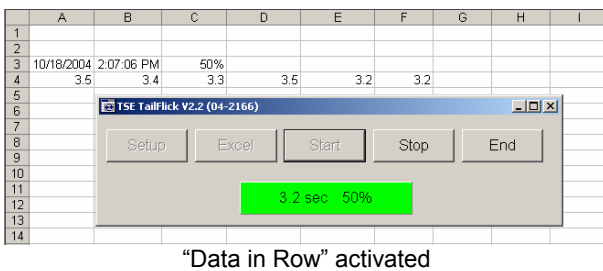 A B C D E F G H I
1
2
3 10/18/2004 2:07:06 PM 50%
4 3.5 3.4 3.3 3.5 3.2 3.2
5
6
7
8
9
10
11
12
13
14
TSE TailFlick V2.2 (04-2166)
Setup Excel Start Stop End
3.2 sec 50%
"Data in Row" activated